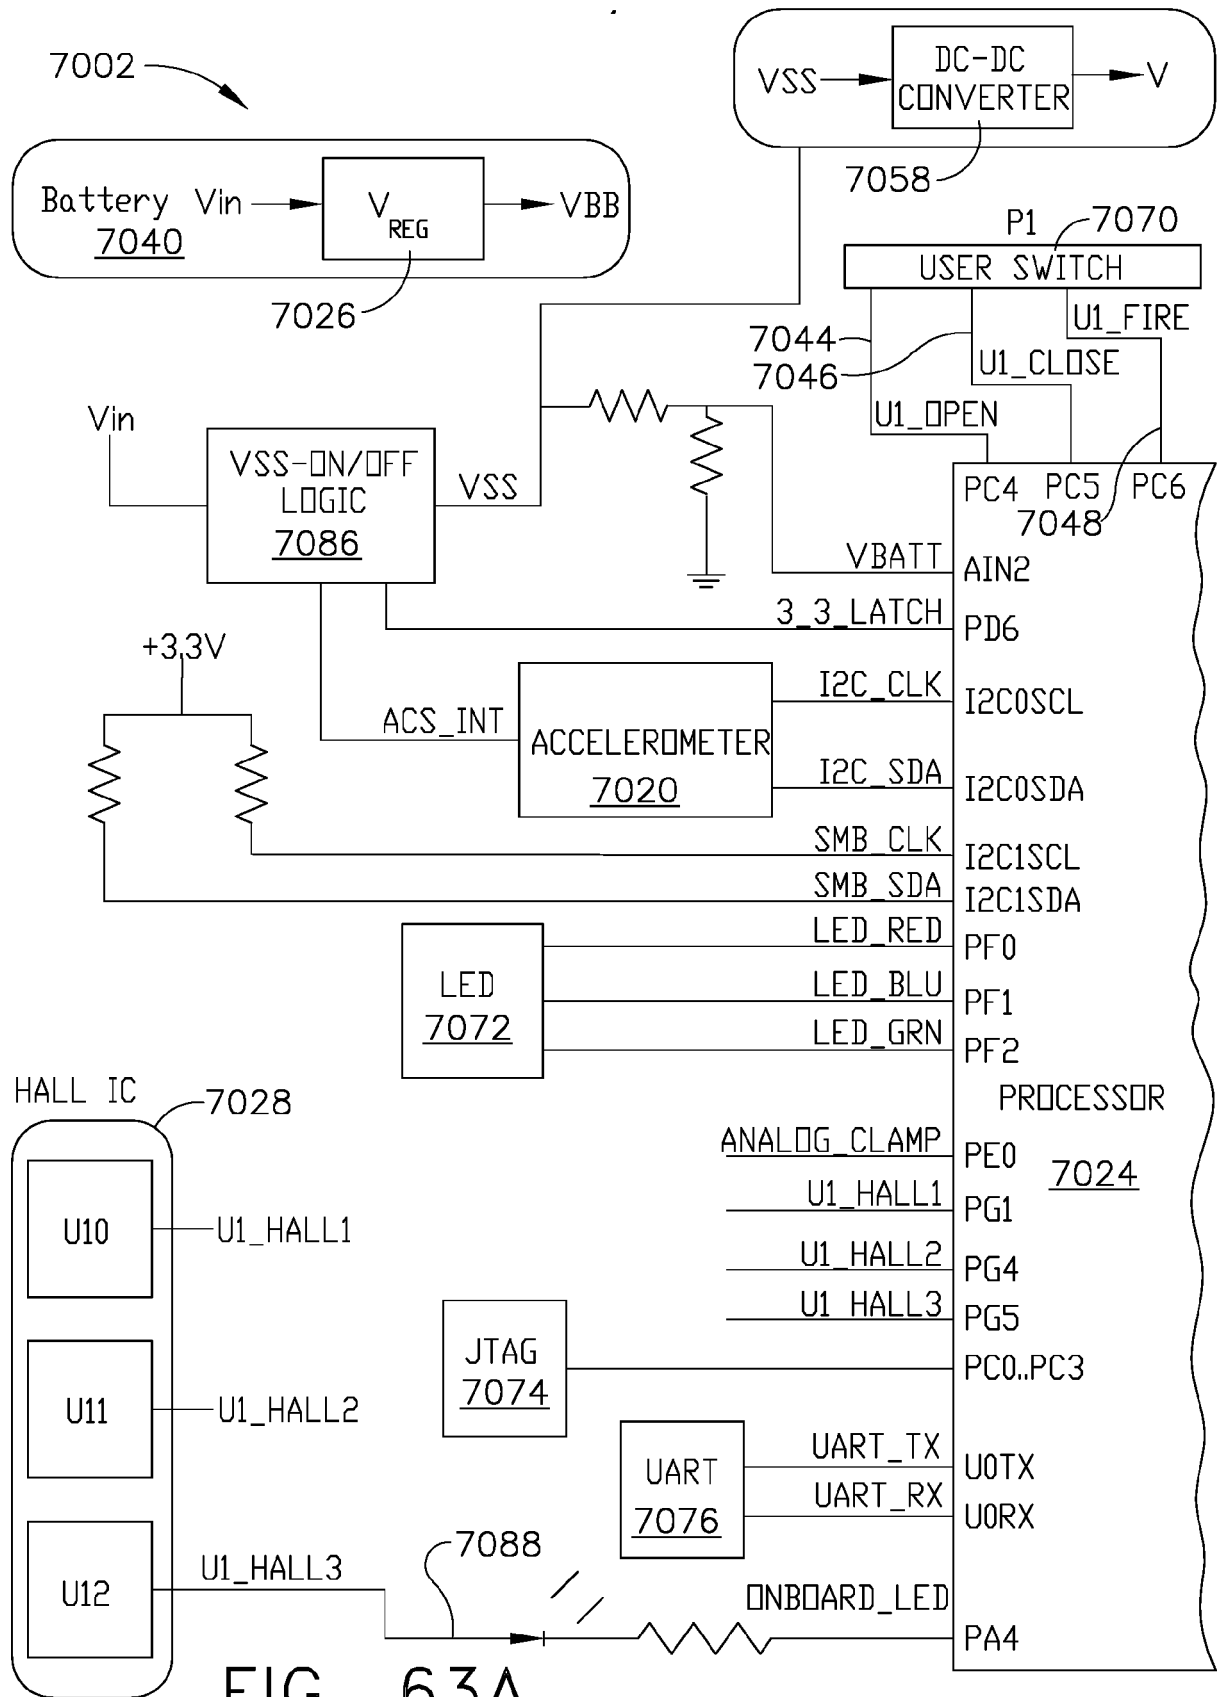 7002
VSS
DC-DC
CONVERTER
V
7058
Battery Vin
7040
V
REG
VBB
7026
P1
7070
USER SWITCH
7044
7046
U1_FIRE
U1_CLOSE
U1_OPEN
Vin
VSS-ON/OFF
LOGIC
7086
VSS
PC4 PC5 PC6
7048
VBATT
AIN2
3_3_LATCH
PD6
+3.3V
ACS_INT
ACCELEROMETER
7020
I2C_CLK
I2C0SCL
I2C_SDA
I2C0SDA
SMB_CLK
I2C1SCL
SMB_SDA
I2C1SDA
LED
7072
LED_RED
PF0
LED_BLU
PF1
LED_GRN
PF2
HALL IC
7028
PROCESSOR
7024
ANALOG_CLAMP
PE0
U1_HALL1
PG1
U10
U1_HALL1
U1_HALL2
PG4
U1_HALL3
PG5
JTAG
7074
PC0..PC3
U11
U1_HALL2
UART
7076
UART_TX
U0TX
UART_RX
U0RX
U12
U1_HALL3
7088
ONBOARD_LED
PA4
FIG. 63A